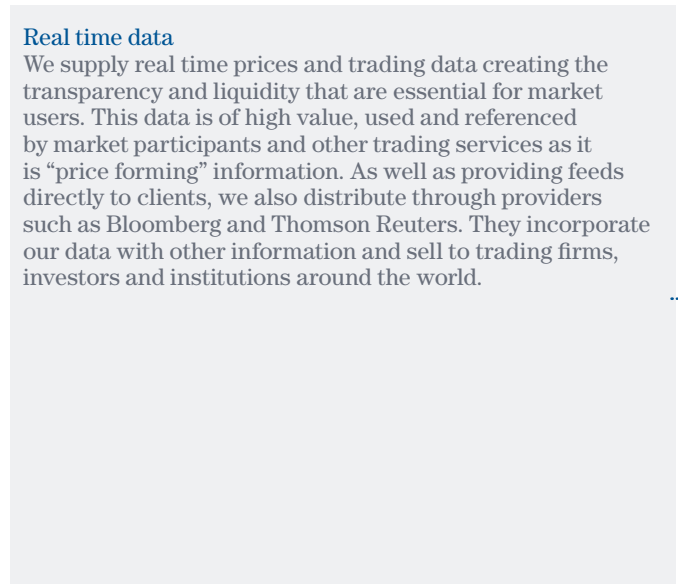 Real time data
We supply real time prices and trading data creating the
transparency and liquidity that are essential for market
users. This data is of high value, used and referenced
by market participants and other trading services as it
is “price forming” information. As well as providing feeds
directly to clients, we also distribute through providers
such as Bloomberg and Thomson Reuters. They incorporate
our data with other information and sell to trading firms,
investors and institutions around the world.